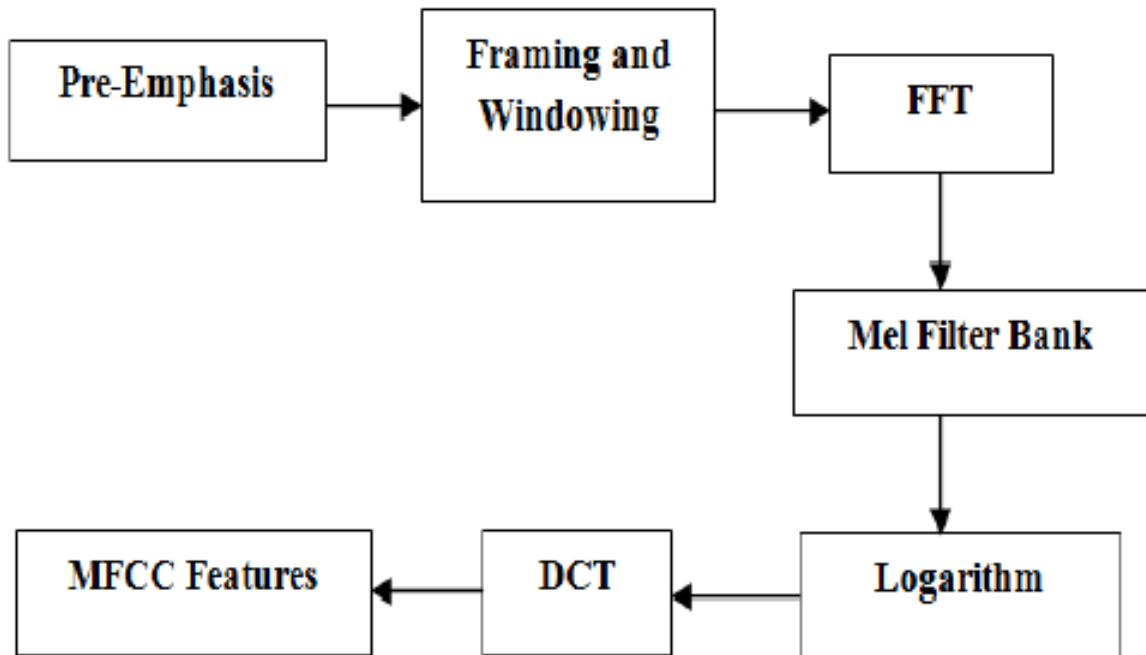 Pre-Emphasis
Framing and
Windowing
FFT
Mel Filter Bank
Logarithm
DCT
MFCC Features